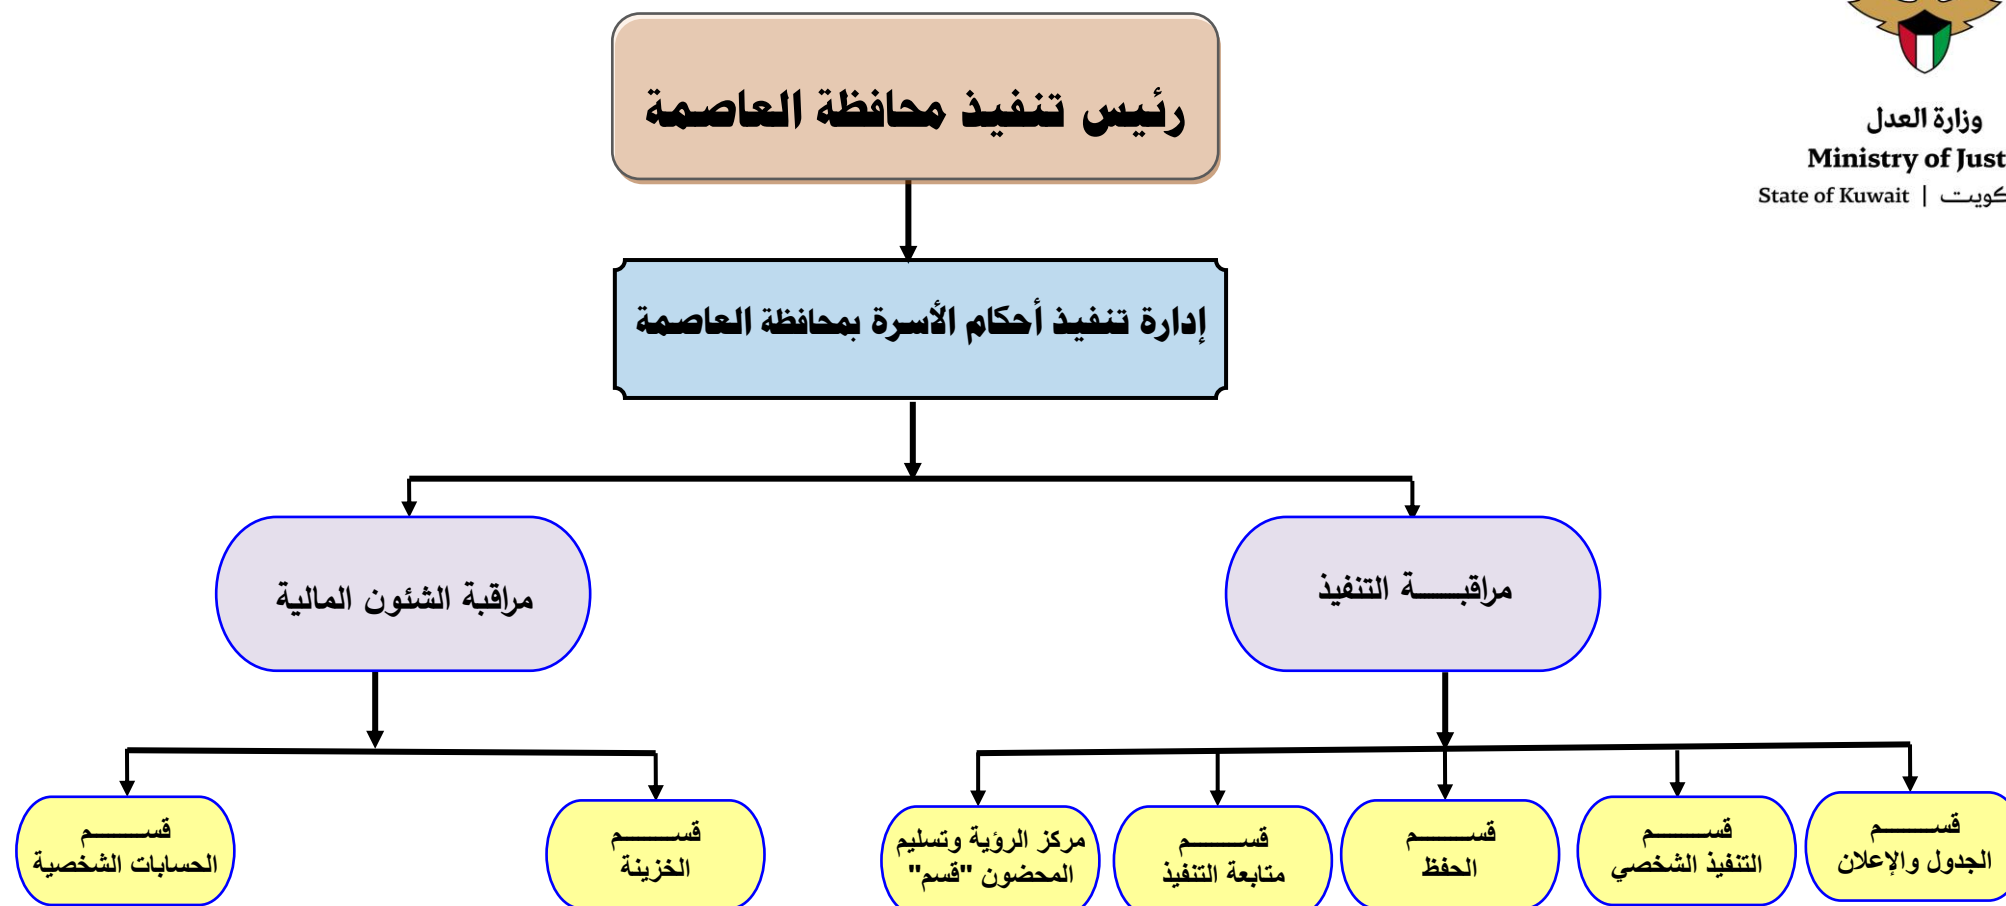 رئيس تنفيذ محافظة العاصمة
وزارة العدل
Ministry of Just
State of Kuwait | كويت
إدارة تنفيذ أحكام الأسرة بمحافظة العاصمة
مراقبة التنفيذ
مراقبة الشئون المالية
قسم
الجدول والإعلان
قسم
التنفيذ الشخصي
قسم
الحفظ
قسم
متابعة التنفيذ
مركز الرؤية وتسليم
المحضون "قسم"
قسم
الخزينة
قسم
الحسابات الشخصية